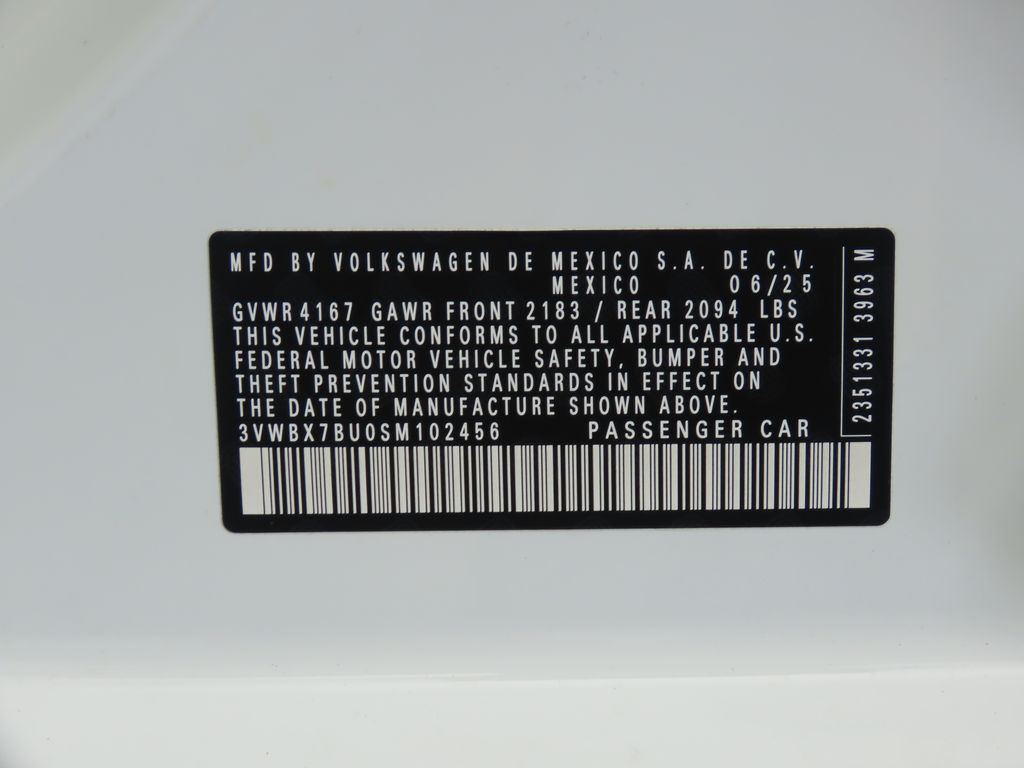 MFD BY VOLKSWAGEN DE MEXICO S.A. DE C.V.
MEXICO 06/25
GVWR 4167 GAWR FRONT 2183 / REAR 2094 LBS
THIS VEHICLE CONFORMS TO ALL APPLICABLE U.S.
FEDERAL MOTOR VEHICLE SAFETY, BUMPER AND
THEFT PREVENTION STANDARDS IN EFFECT ON
THE DATE OF MANUFACTURE SHOWN ABOVE.
3VWBX7BU0SM102456 PASSENGER CAR
2351331 3963 M